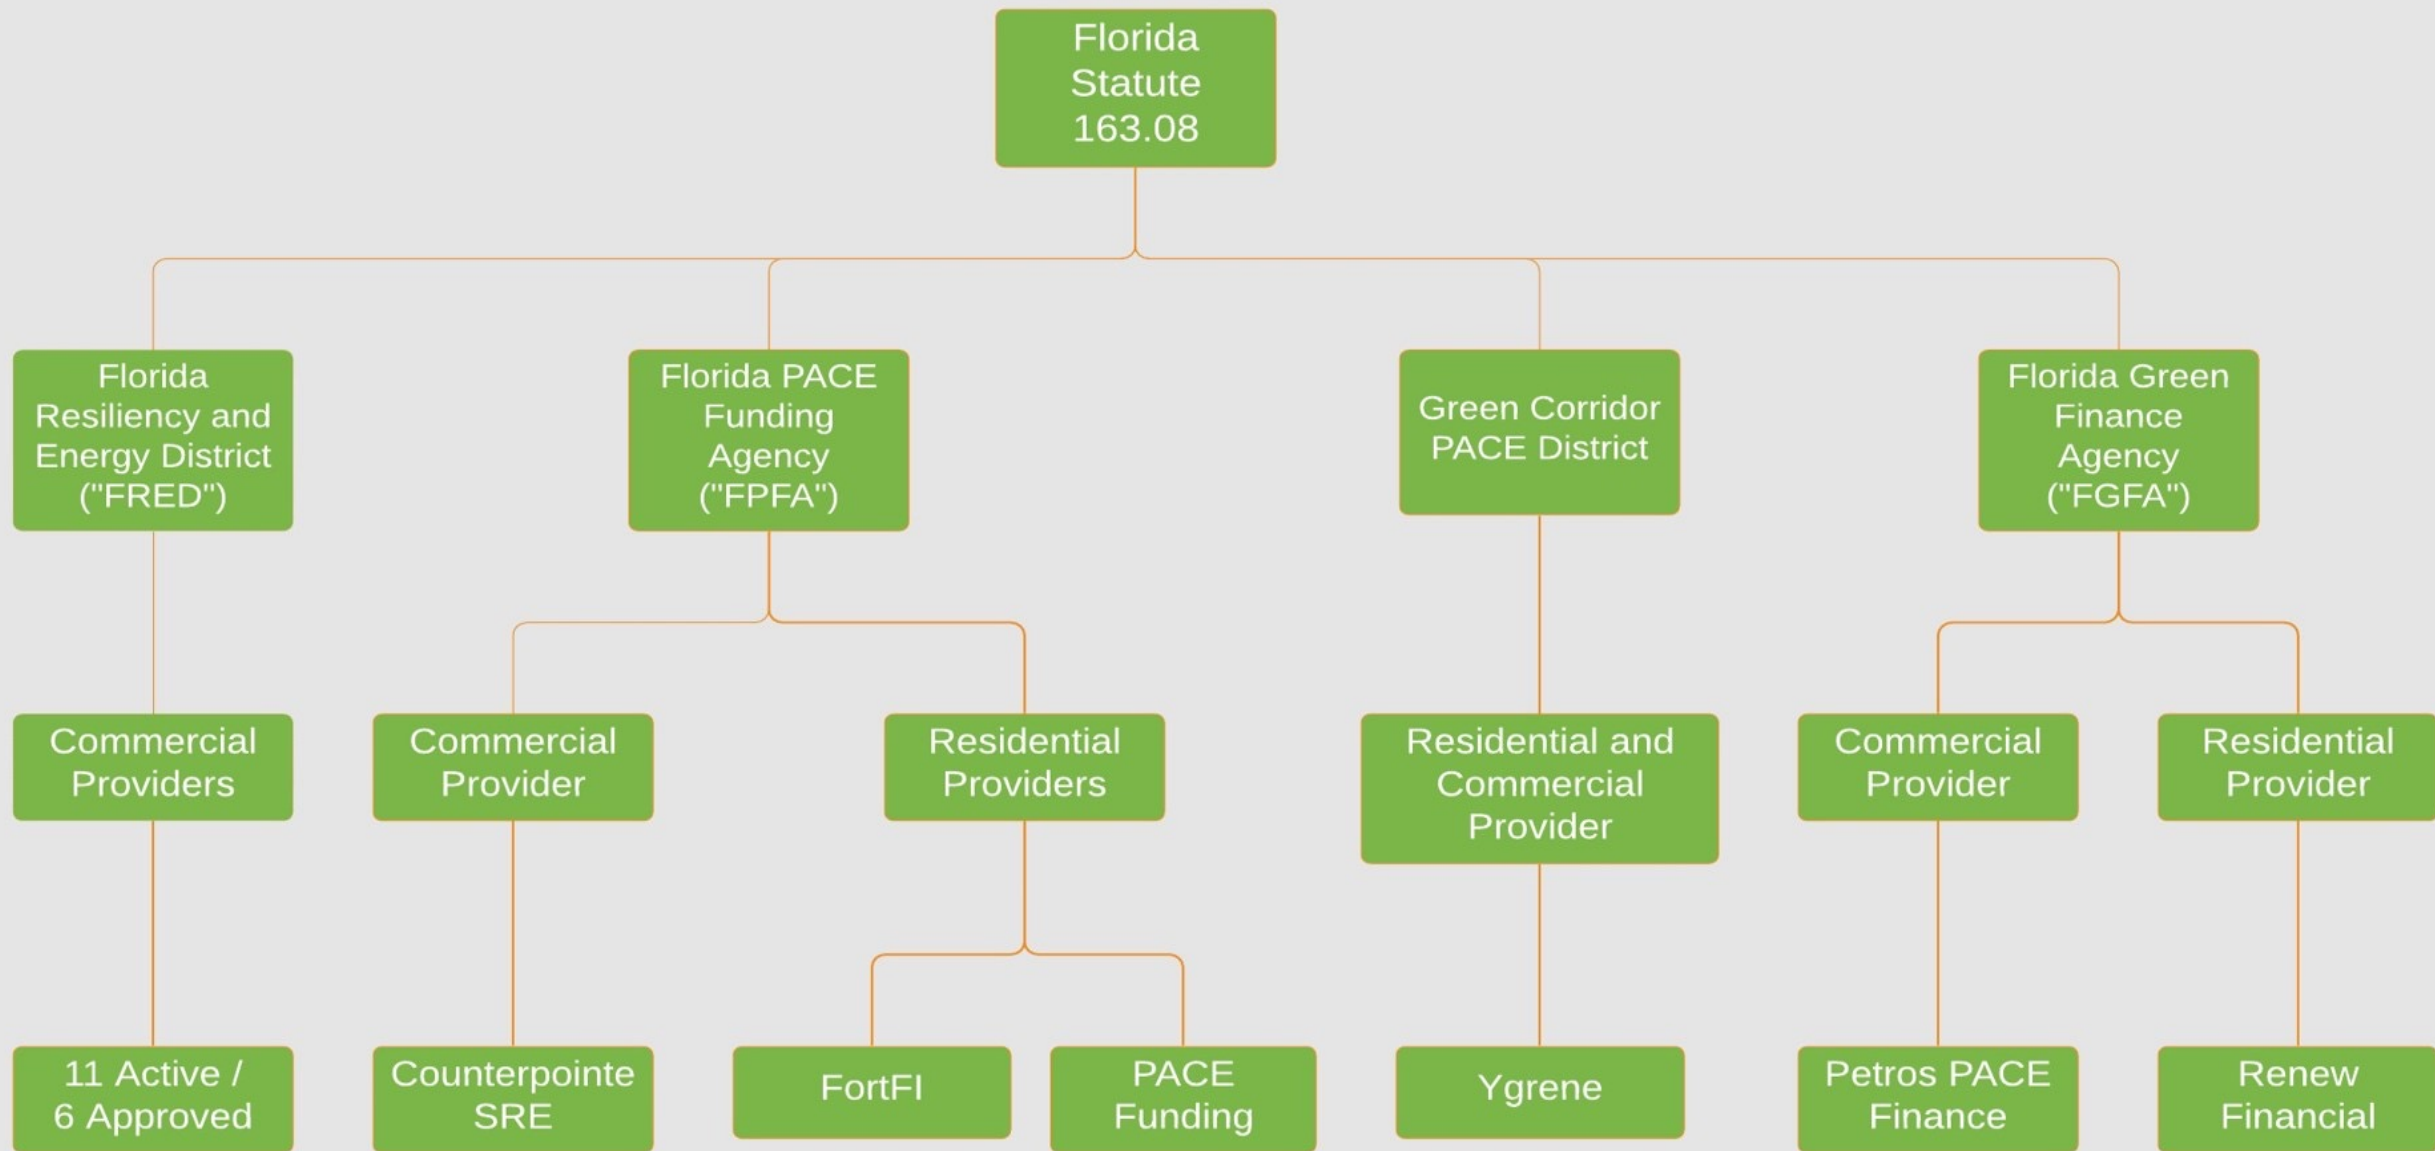 Florida
Statute
163.08
Florida
Resiliency and
Energy District
("FRED")
Florida PACE
Funding
Agency
("FPFA")
Green Corridor
PACE District
Florida Green
Finance
Agency
("FGFA")
Commercial
Providers
Commercial
Provider
Residential
Providers
Residential and
Commercial
Provider
Commercial
Provider
Residential
Provider
11 Active /
6 Approved
Counterpointe
SRE
FortFI
PACE
Funding
Ygrene
Petros PACE
Finance
Renew
Financial